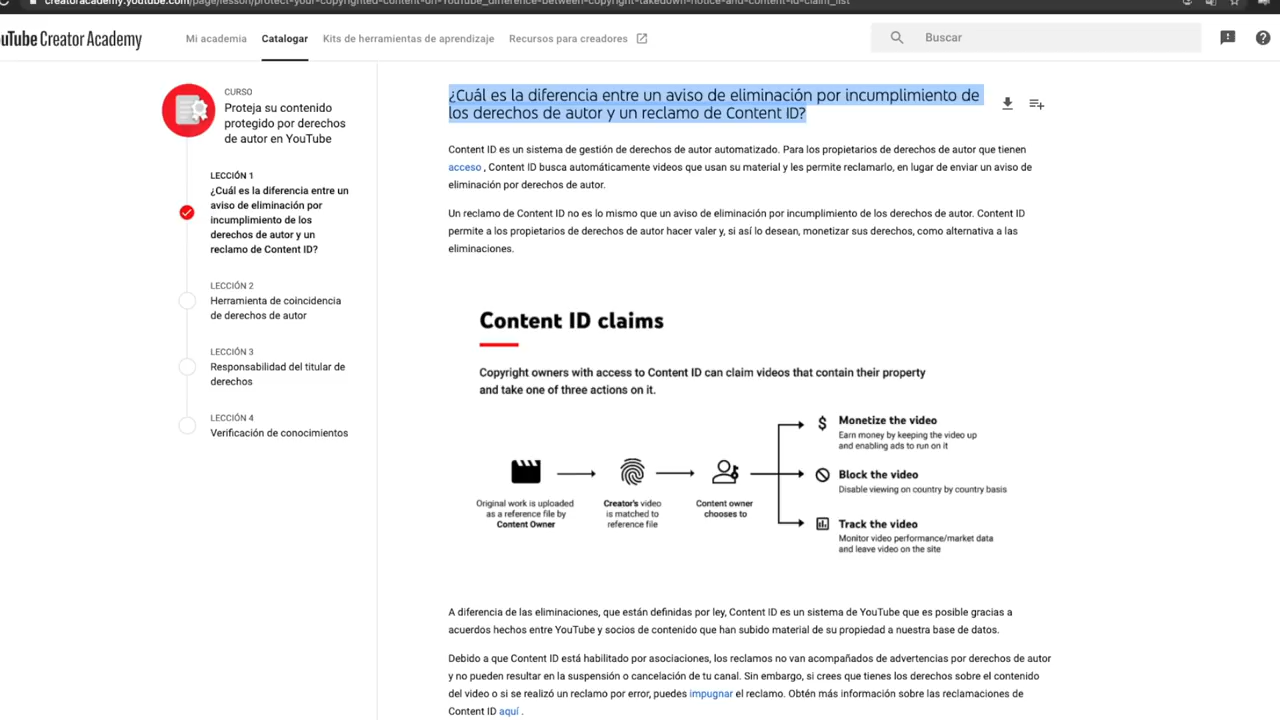 creatoracademy.youtube.com/page/lesson/protect-your-copyrighted-content-on-YouTube_difference-between-copyright-takedown-notice-and-content-id-claim_list
uTube Creator Academy
Mi academia
Catalogar
Kits de herramientas de aprendizaje
Recursos para creadores
Buscar
CURSO
Proteja su contenido
protegido por derechos
de autor en YouTube
LECCIÓN 1
¿Cuál es la diferencia entre un
aviso de eliminación por
incumplimiento de los
derechos de autor y un
reclamo de Content ID?
LECCIÓN 2
Herramienta de coincidencia
de derechos de autor
LECCIÓN 3
Responsabilidad del titular de
derechos
LECCIÓN 4
Verificación de conocimientos
¿Cuál es la diferencia entre un aviso de eliminación por incumplimiento de
los derechos de autor y un reclamo de Content ID?
Content ID es un sistema de gestión de derechos de autor automatizado. Para los propietarios de derechos de autor que tienen
acceso , Content ID busca automáticamente videos que usan su material y les permite reclamarlo, en lugar de enviar un aviso de
eliminación por derechos de autor.
Un reclamo de Content ID no es lo mismo que un aviso de eliminación por incumplimiento de los derechos de autor. Content ID
permite a los propietarios de derechos de autor hacer valer y, si así lo desean, monetizar sus derechos, como alternativa a las
eliminaciones.
Content ID claims
Copyright owners with access to Content ID can claim videos that contain their property
and take one of three actions on it.
Original work is uploaded
as a reference file by
Content Owner
Creator's video
is matched to
reference file
Content owner
chooses to
Monetize the video
Earn money by keeping the video up
and enabling ads to run on it
Block the video
Disable viewing on country by country basis
Track the video
Monitor video performance/market data
and leave video on the site
A diferencia de las eliminaciones, que están definidas por ley, Content ID es un sistema de YouTube que es posible gracias a
acuerdos hechos entre YouTube y socios de contenido que han subido material de su propiedad a nuestra base de datos.
Debido a que Content ID está habilitado por asociaciones, los reclamos no van acompañados de advertencias por derechos de autor
y no pueden resultar en la suspensión o cancelación de tu canal. Sin embargo, si crees que tienes los derechos sobre el contenido
del video o si se realizó un reclamo por error, puedes impugnar el reclamo. Obtén más información sobre las reclamaciones de
Content ID aquí .